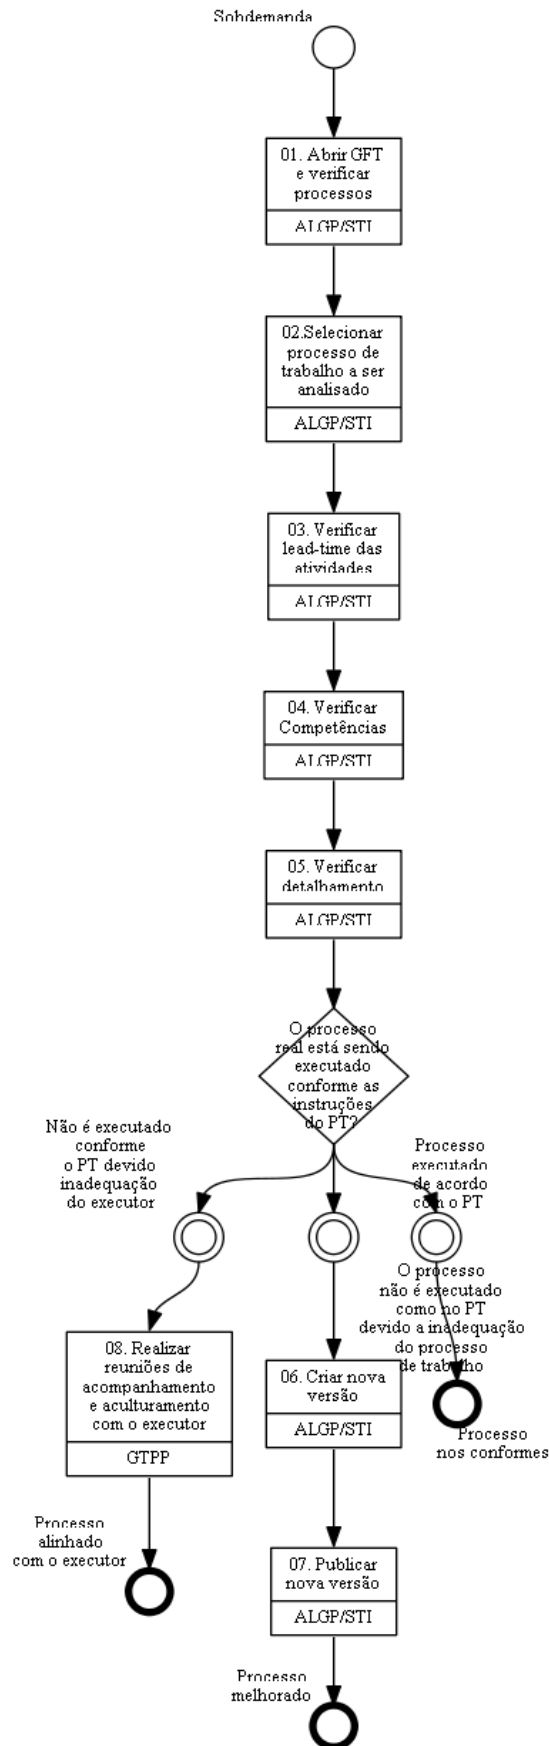 Sobdemanda
01. Abrir GFT
e verificar
processos
ALGP/STI
02.Selecionar
processo de
trabalho a ser
analisado
ALGP/STI
03. Verificar
lead-time das
atividades
ALGP/STI
04. Verificar
Competências
ALGP/STI
05. Verificar
detalhamento
ALGP/STI
O processo
real está sendo
executado
conforme as
instruções
do PT?
Não é executado
conforme
o PT devido
inadequação
do executor
Processo
executado
de acordo
com o PT
O processo
não é executado
como no PT
devido a inadequação
do processo
de trabalho
08. Realizar
reuniões de
acompanhamento
e aculturamento
com o executor
GTPP
06. Criar nova
versão
ALGP/STI
Processo
nos conformes
Processo
alinhado
com o executor
07. Publicar
nova versão
ALGP/STI
Processo
melhorado